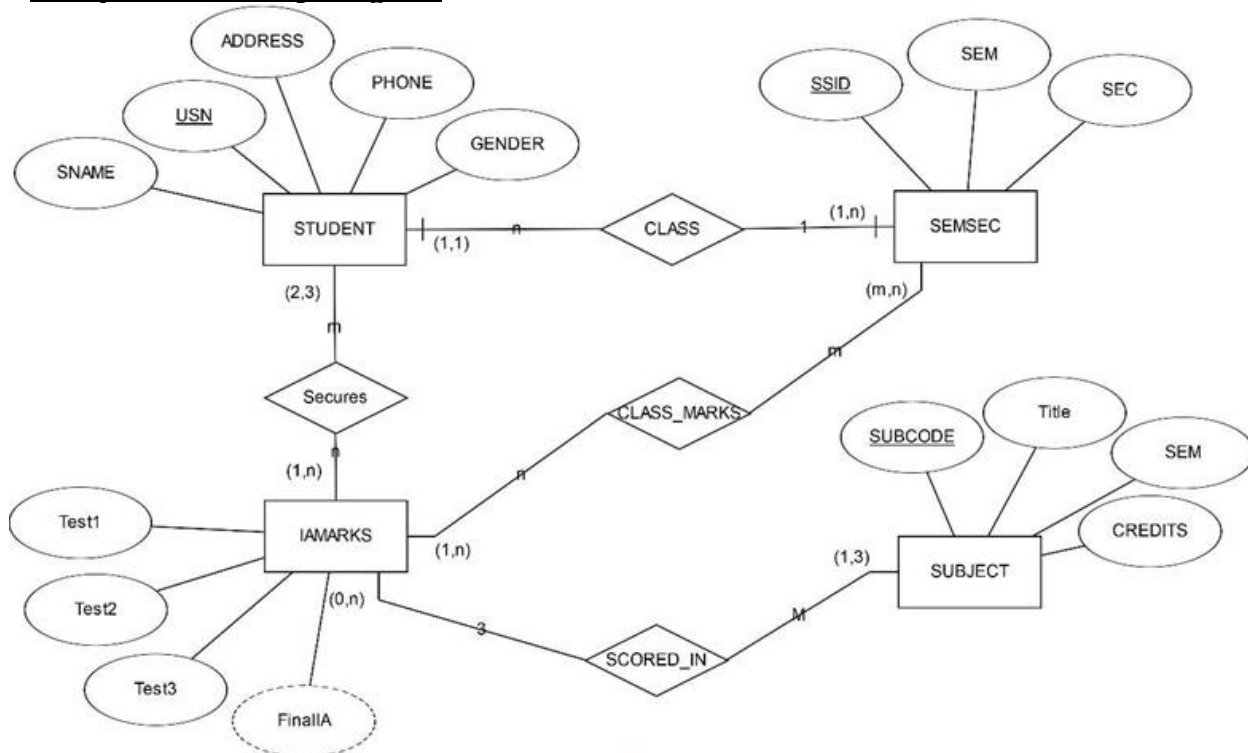 ADDRESS
SEM
PHONE
SSID
SEC
USN
GENDER
SNAME
STUDENT
(1,1)
n
CLASS
1
(1,n)
SEMSEC
(2,3)
m
(m,n)
m
Secures
CLASS_MARKS
n
n
(1,n)
(1,n)
Title
SUBCODE
SEM
CREDITS
Test1
IAMARKS
(1,3)
SUBJECT
Test2
(0,n)
3
M
SCORED_IN
Test3
FinalIA